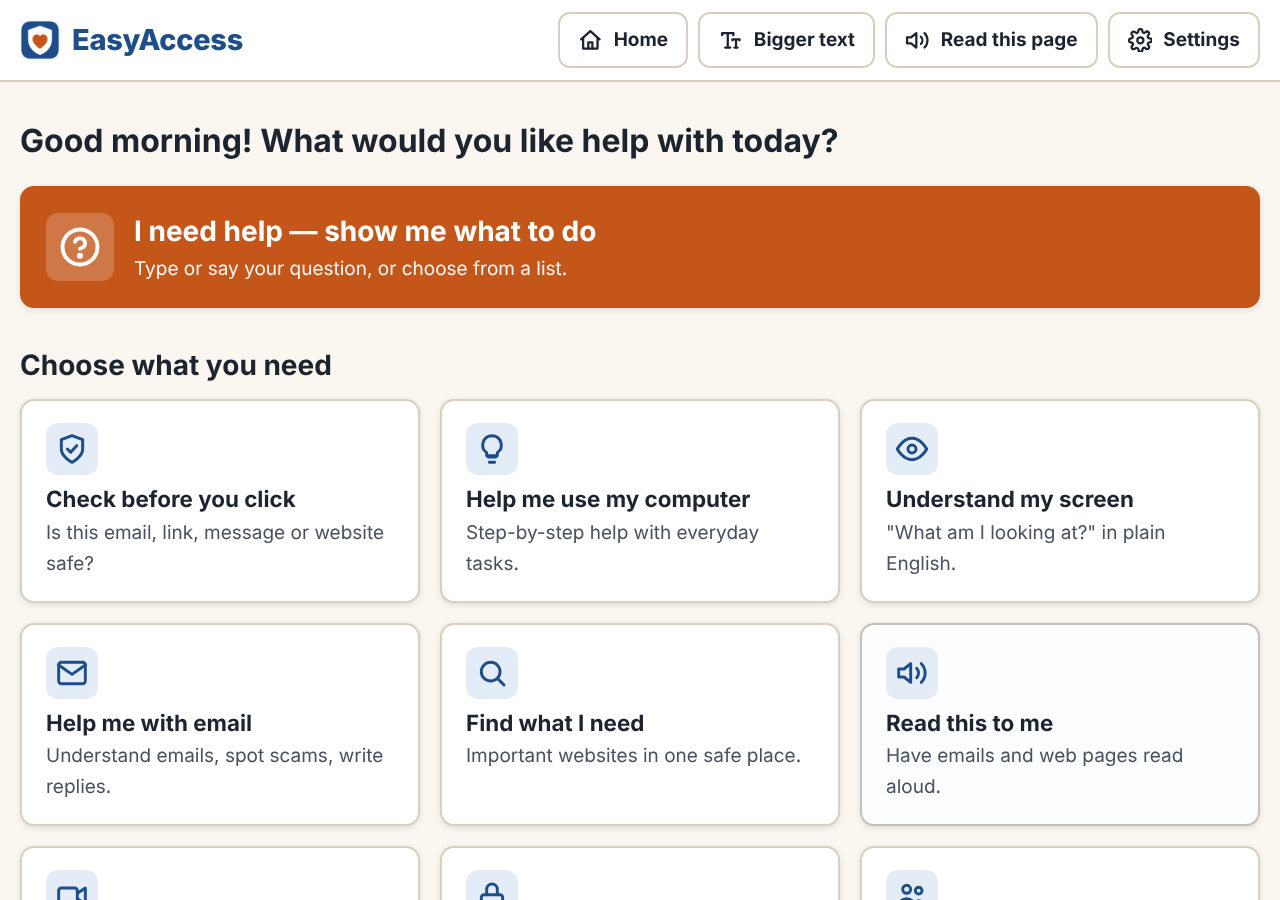 EasyAccess
Home
Bigger text
Read this page
Settings
Good morning! What would you like help with today?
I need help — show me what to do
Type or say your question, or choose from a list.
Choose what you need
Check before you click
Is this email, link, message or website
safe?
Help me use my computer
Step-by-step help with everyday
tasks.
Understand my screen
"What am I looking at?" in plain
English.
Help me with email
Understand emails, spot scams, write
replies.
Find what I need
Important websites in one safe place.
Read this to me
Have emails and web pages read
aloud.